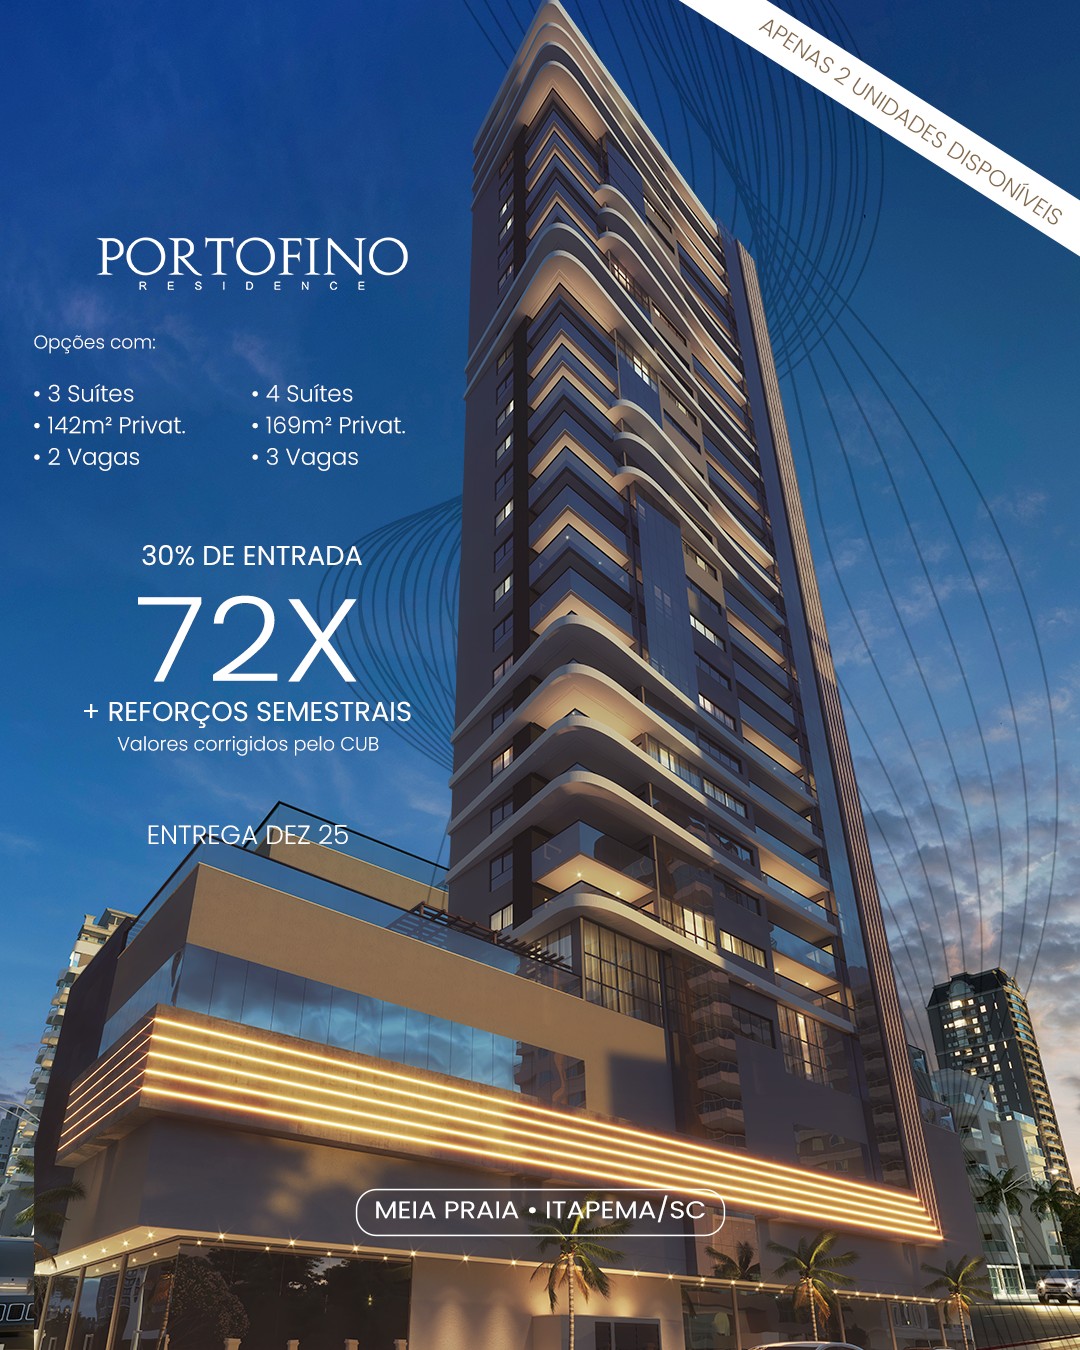 APENAS 2 UNIDADES DISPONÍVEIS
PORTOFINO
RESIDENCE
Opções com:
• 3 Suítes
• 142m² Privat.
• 2 Vagas
• 4 Suítes
• 169m² Privat.
• 3 Vagas
30% DE ENTRADA
72X
+ REFORÇOS SEMESTRAIS
Valores corrigidos pelo CUB
ENTREGA DEZ 25
MEIA PRAIA • ITAPEMA/SC